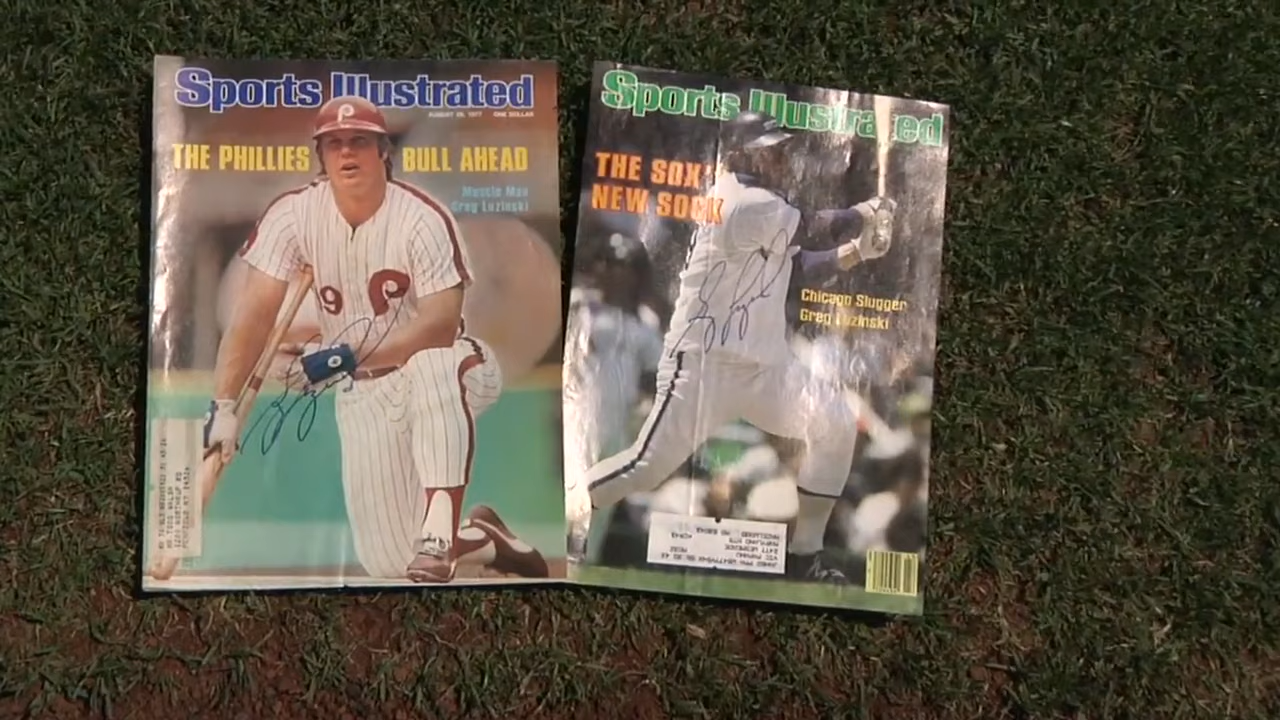 Sports Illustrated
AUGUST 29, 1977 ONE DOLLAR
THE PHILLIES BULL AHEAD
Muscle Man
Greg Luzinski
P
9 P
Sports Illustrated
THE SOX'
NEW SOCK
Chicago Slugger
Greg Luzinski